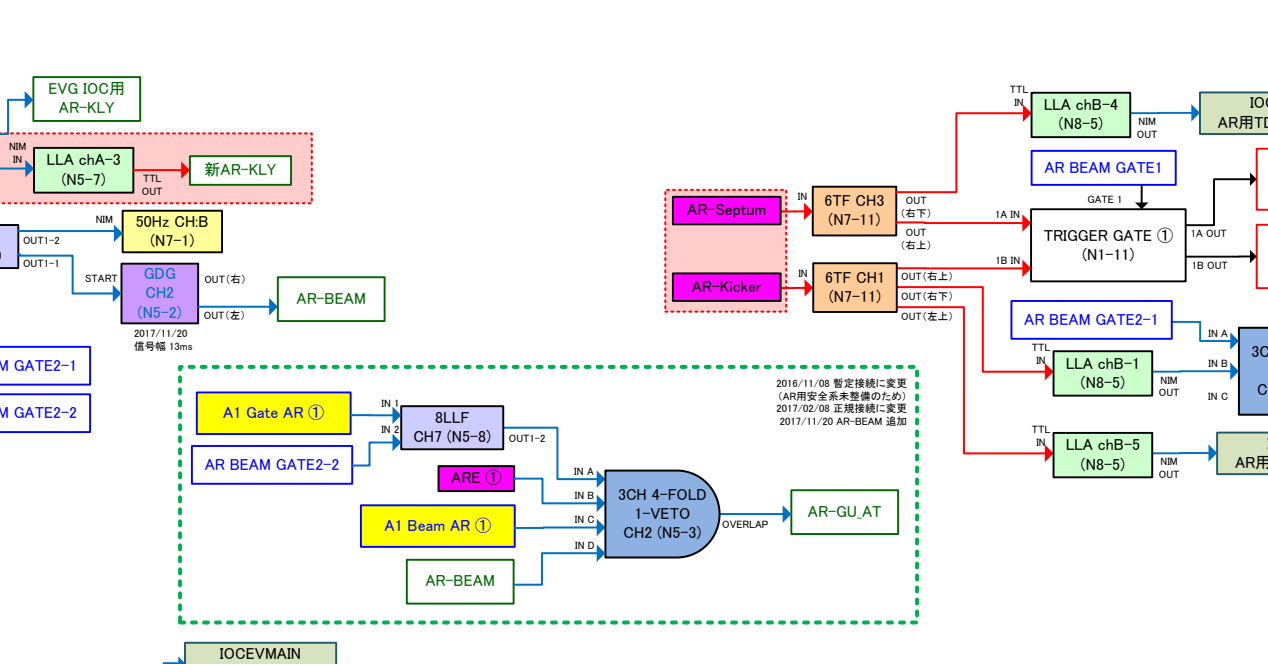 EVG IOC用
AR-KLY
NIM
IN
LLA chA-3
(N5-7)
TTL
OUT
新AR-KLY
OUT1-2
OUT1-1
NIM
50Hz CH:B
(N7-1)
START
GDG
CH2
(N5-2)
OUT(右)
OUT(左)
2017/11/20
信号幅 13ms
AR-BEAM
M GATE2-1
M GATE2-2
2016/11/08 暫定接続に変更
(AR用安全系未整備のため)
2017/02/08 正規接続に変更
2017/11/20 AR-BEAM 追加
A1 Gate AR ①
AR BEAM GATE2-2
IN 1
IN 2
8LLF
CH7 (N5-8)
OUT1-2
ARE ①
A1 Beam AR ①
AR-BEAM
IN A
IN B
IN C
IN D
3CH 4-FOLD
1-VETO
CH2 (N5-3)
OVERLAP
AR-GU_AT
IOCEVMAIN
AR-Septum
AR-Kicker
IN
6TF CH3
(N7-11)
OUT
(右下)
OUT
(右上)
IN
6TF CH1
(N7-11)
OUT(右上)
OUT(右下)
OUT(左上)
TTL
IN
LLA chB-4
(N8-5)
NIM
OUT
AR用
AR BEAM GATE1
GATE 1
1A IN
1B IN
TRIGGER GATE ①
(N1-11)
1A OUT
1B OUT
AR BEAM GATE2-1
IN A
IN B
IN C
TTL
IN
LLA chB-1
(N8-5)
NIM
OUT
TTL
IN
LLA chB-5
(N8-5)
NIM
OUT
AR用